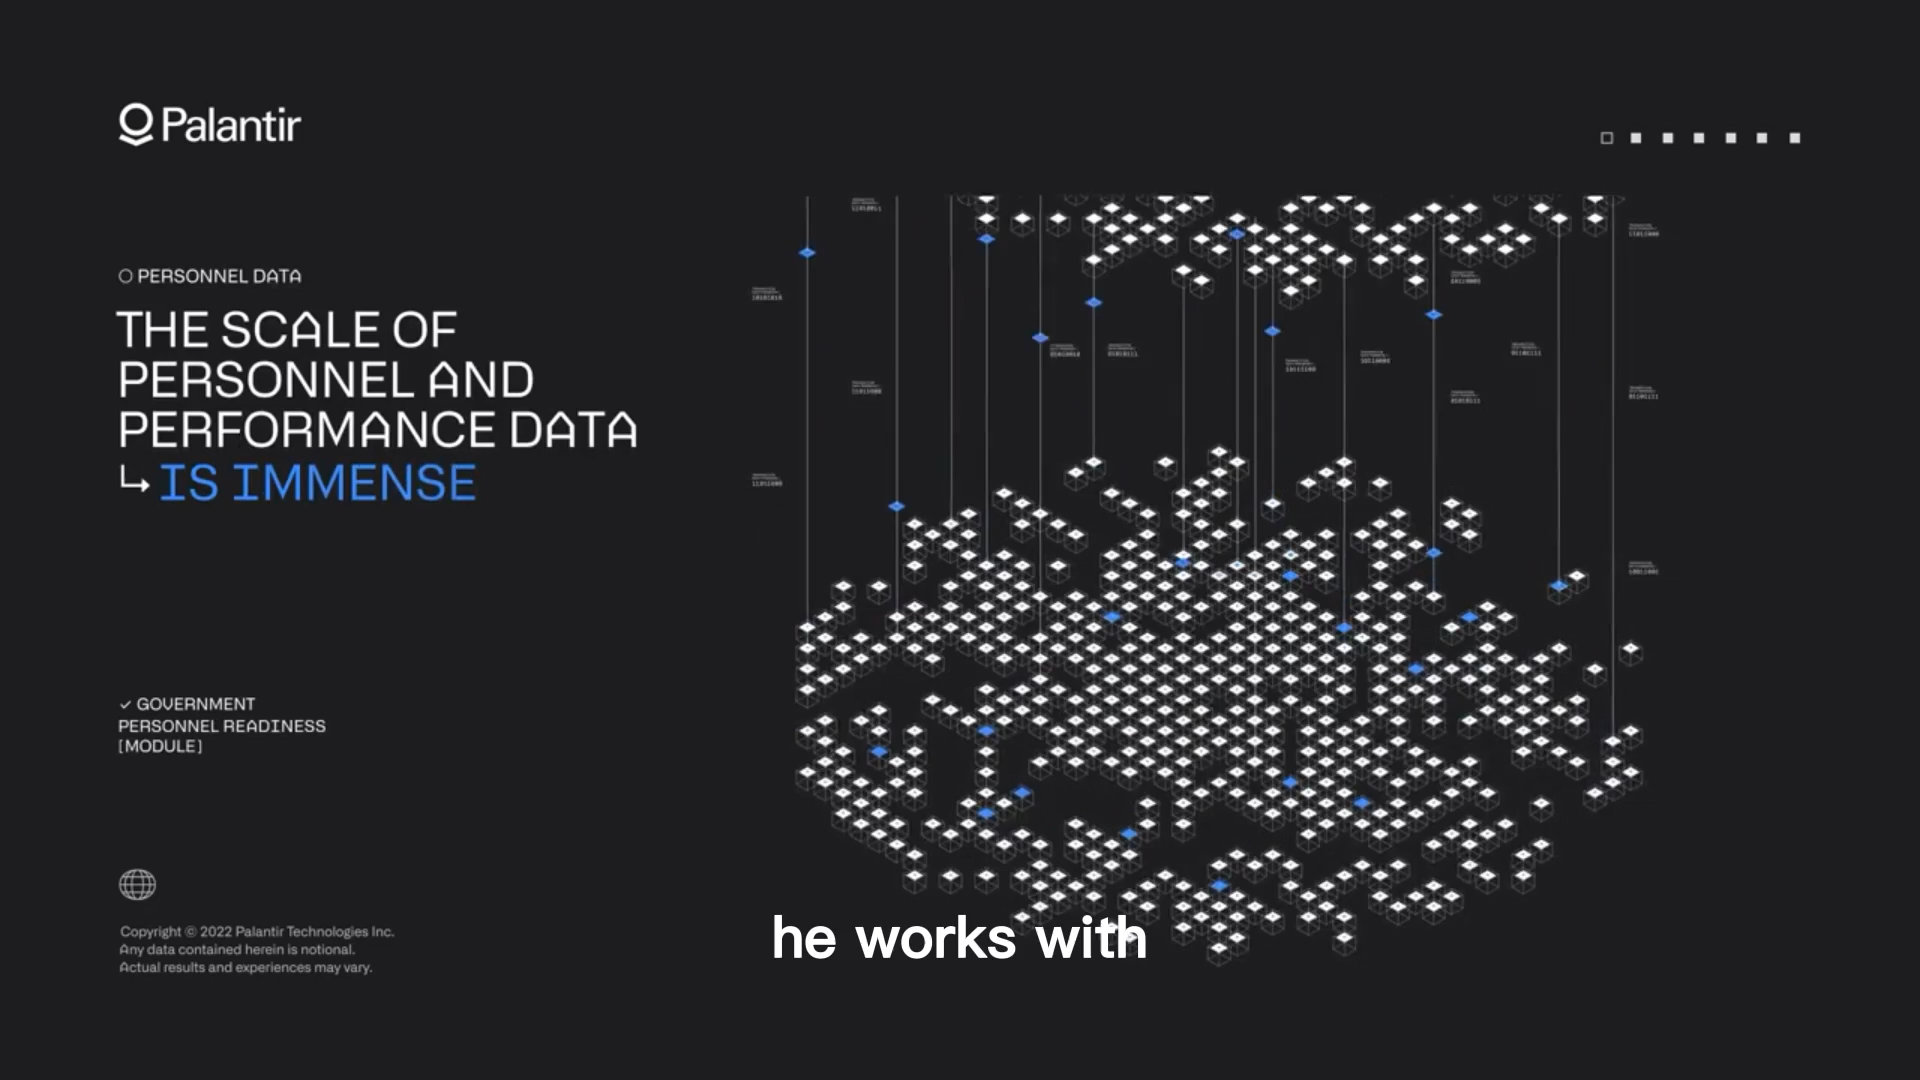 Palantir
PERSONNEL DATA
THE SCALE OF
PERSONNEL AND
PERFORMANCE DATA
↳ IS IMMENSE
✓ GOVERNMENT
PERSONNEL READINESS
[MODULE]
Copyright © 2022 Palantir Technologies Inc.
Any data contained herein is notional.
Actual results and experiences may vary.
he works with